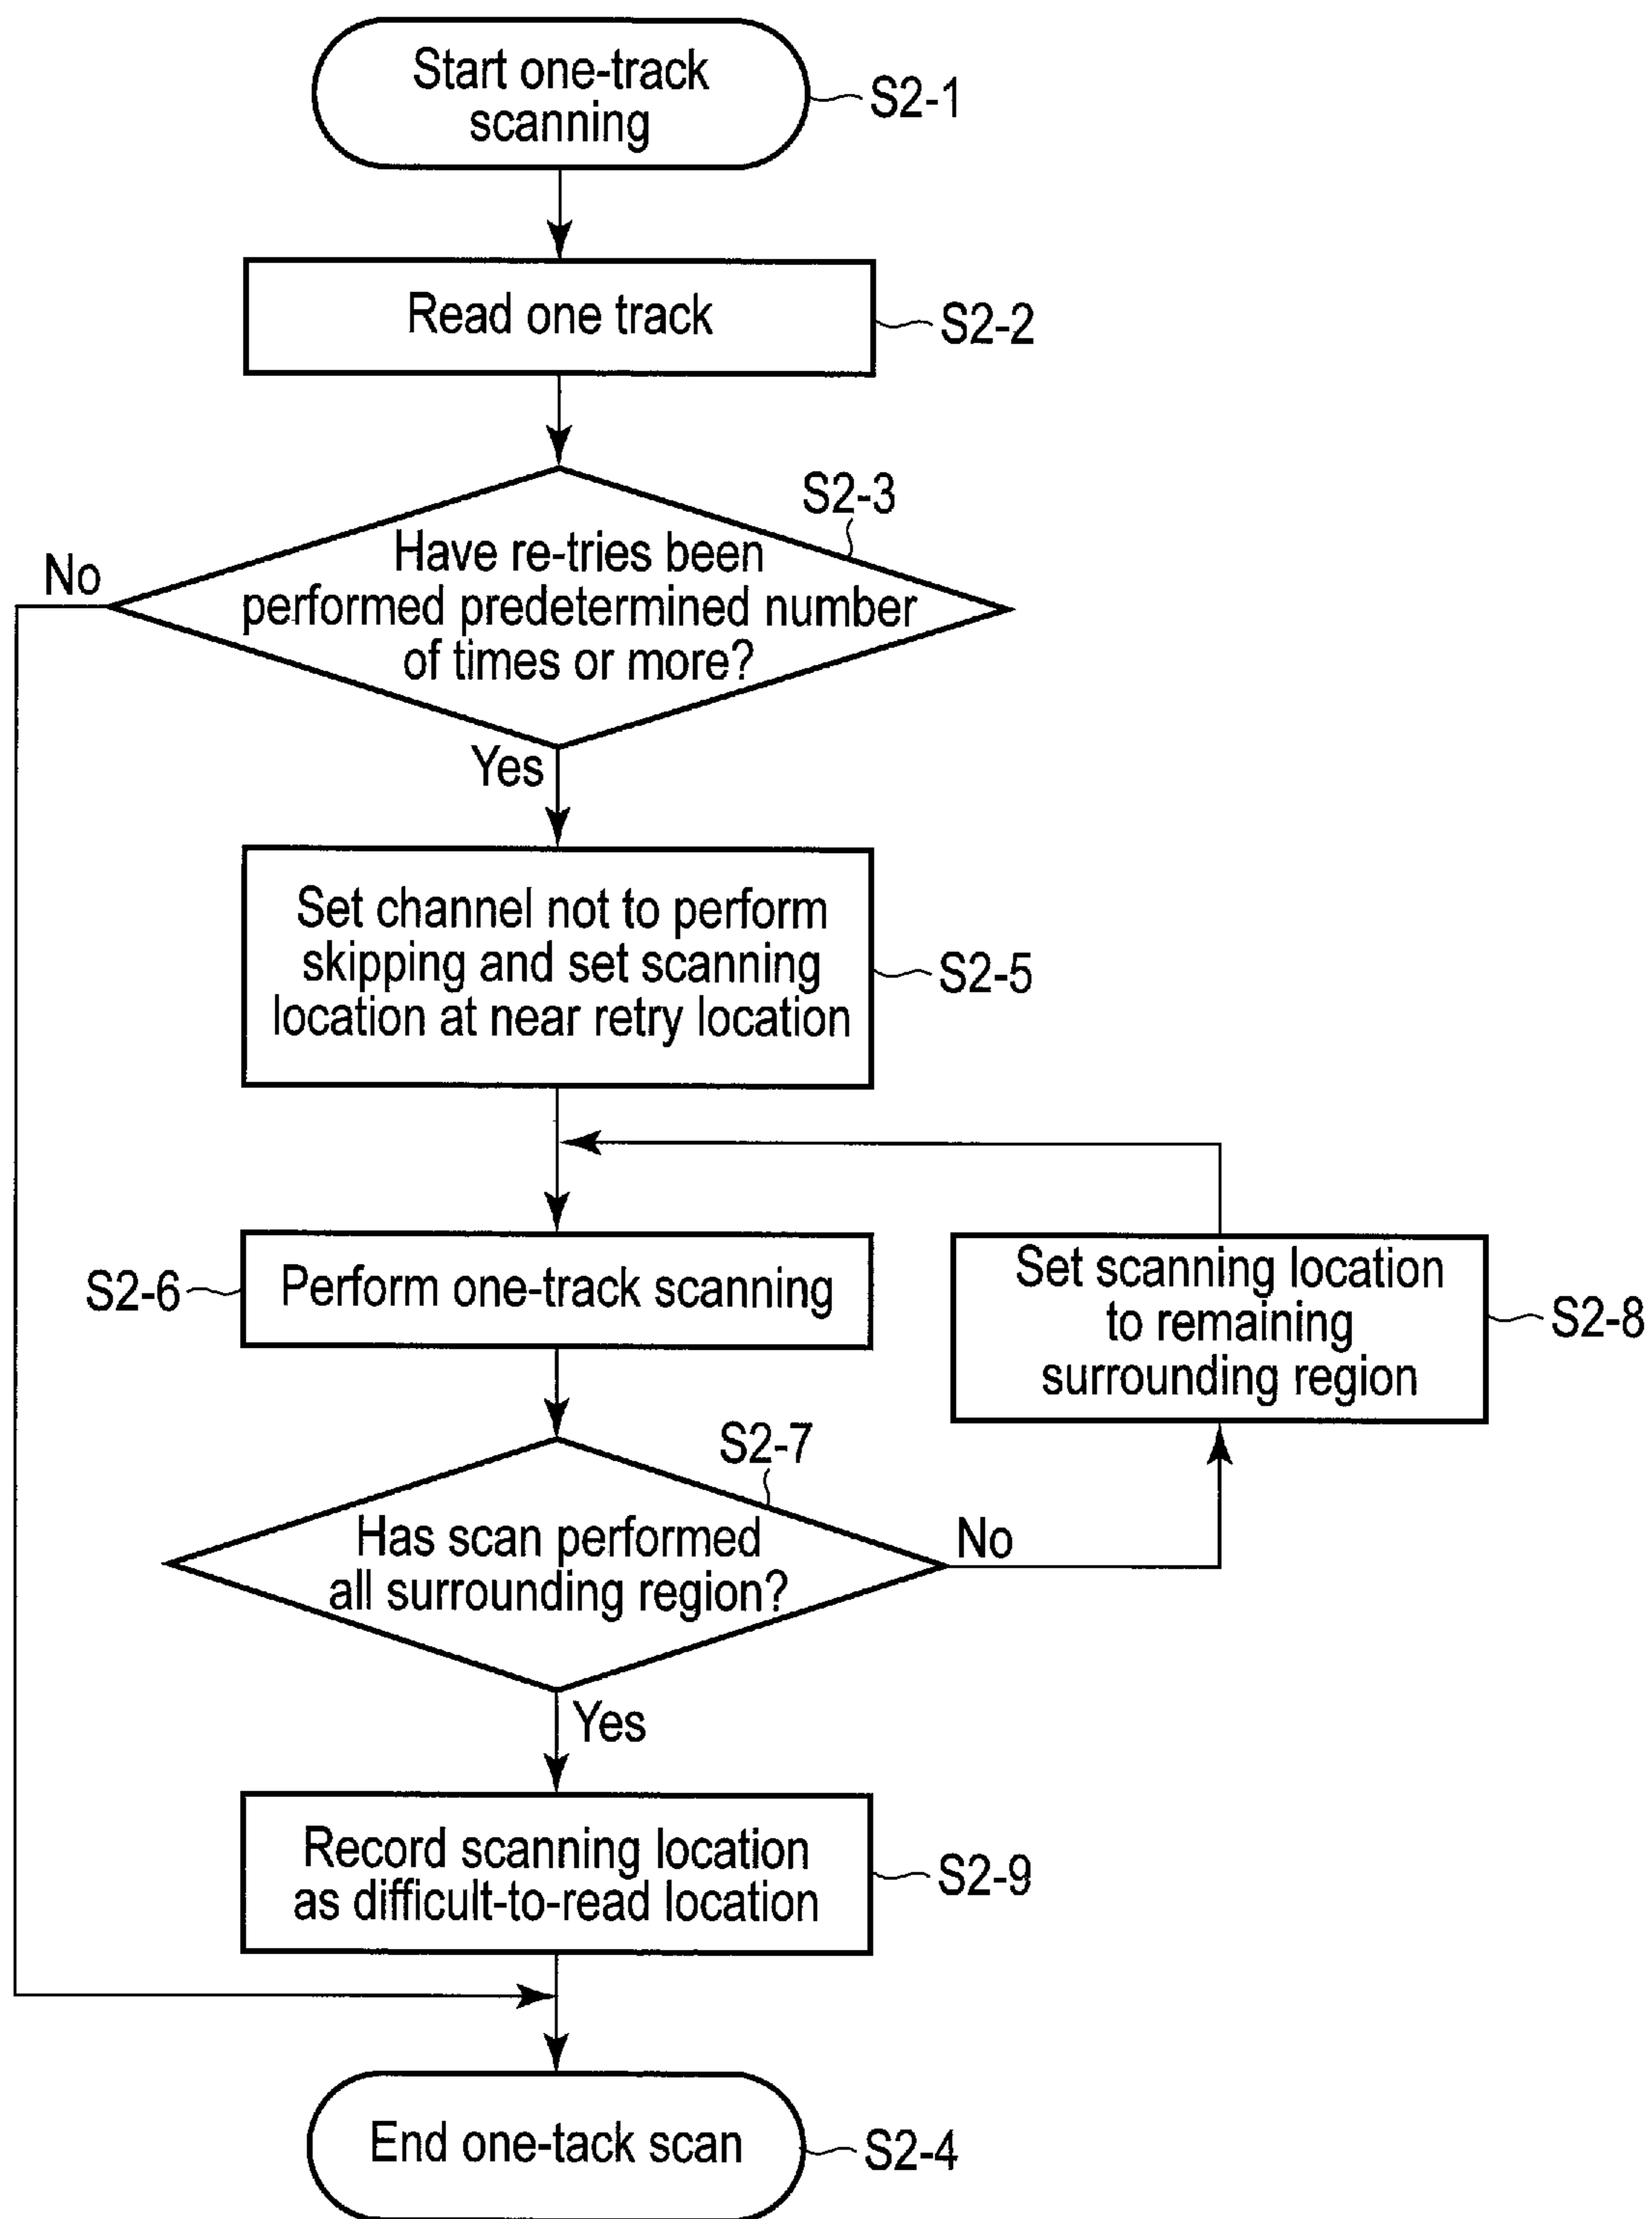 Start one-track
scanning
S2-1
Read one track
S2-2
S2-3
Have re-tries been
performed predetermined number
of times or more?
No
Yes
Set channel not to perform
skipping and set scanning
location at near retry location
S2-5
S2-6
Perform one-track scanning
Set scanning location
to remaining
surrounding region
S2-8
S2-7
Has scan performed
all surrounding region?
No
Yes
Record scanning location
as difficult-to-read location
S2-9
End one-tack scan
S2-4